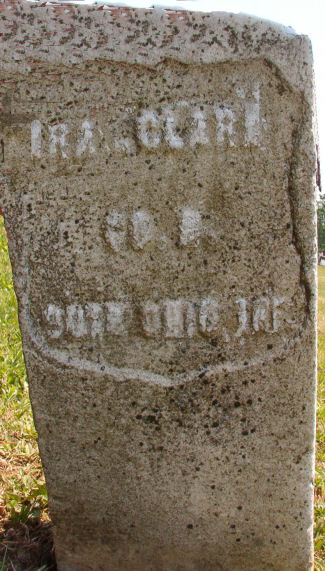 IRA CLARK
CO. D.
OHIO INF